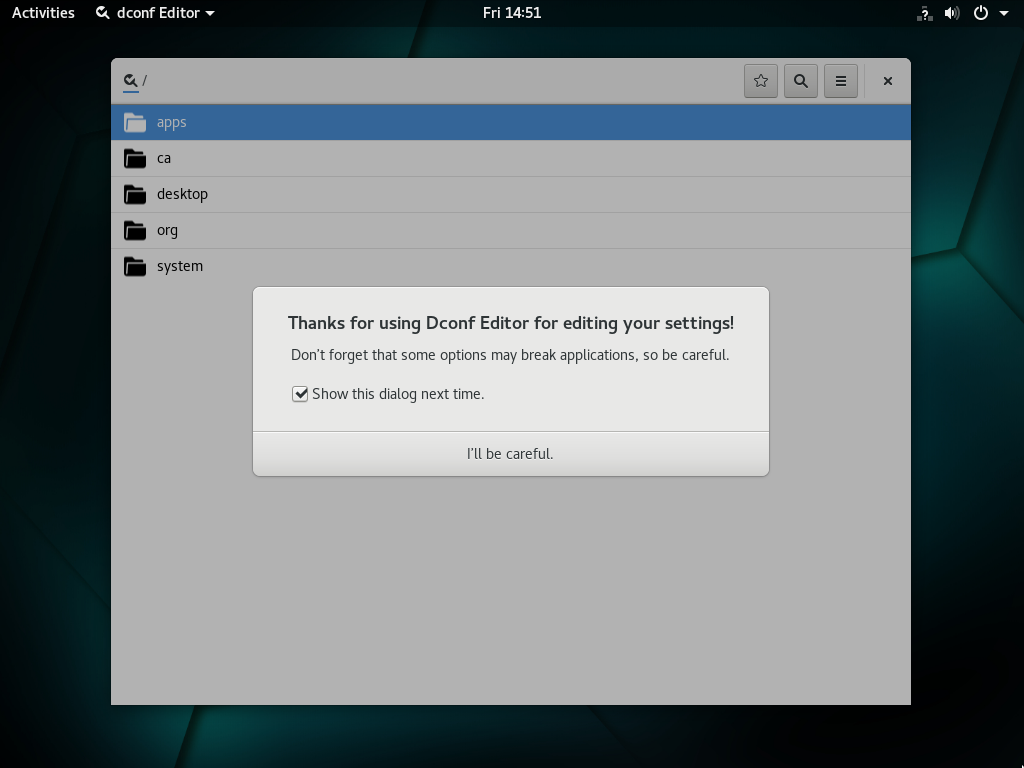 Activities dconf Editor Fri 14:51 ?
/
apps
ca
desktop
org
system
Thanks for using Dconf Editor for editing your settings!
Don't forget that some options may break applications, so be careful.
Show this dialog next time.
I'll be careful.